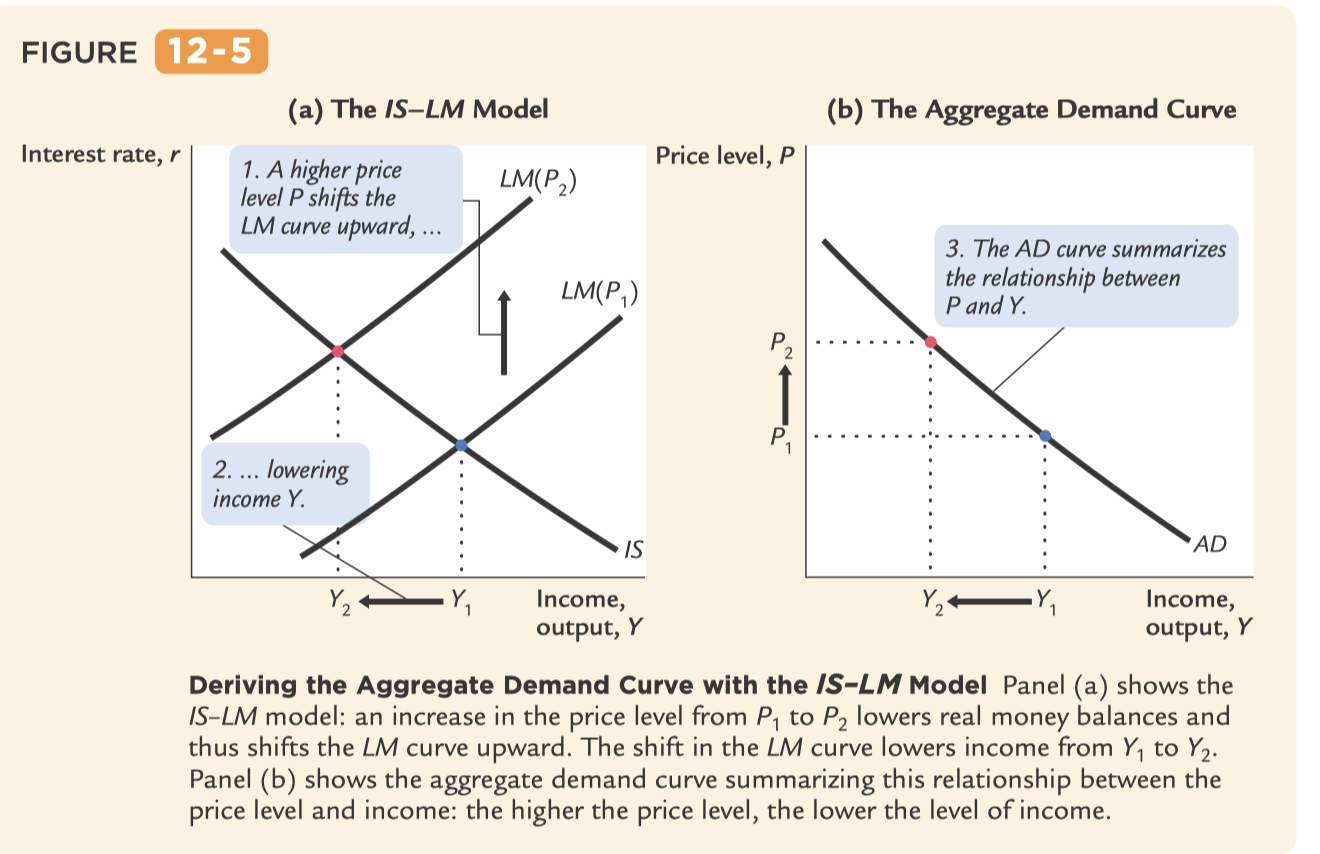 FIGURE 12-5
(a) The IS–LM Model
Interest rate, r
1. A higher price
level P shifts the
LM curve upward, ...
LM(P₂)
LM(P₁)
2. ... lowering
income Y.
IS
Y₂
Y₁
Income,
output, Y
(b) The Aggregate Demand Curve
Price level, P
3. The AD curve summarizes
the relationship between
P and Y.
P₂
P₁
AD
Y₂
Y₁
Income,
output, Y
Deriving the Aggregate Demand Curve with the IS–LM Model Panel (a) shows the
IS–LM model: an increase in the price level from P₁ to P₂ lowers real money balances and
thus shifts the LM curve upward. The shift in the LM curve lowers income from Y₁ to Y₂.
Panel (b) shows the aggregate demand curve summarizing this relationship between the
price level and income: the higher the price level, the lower the level of income.